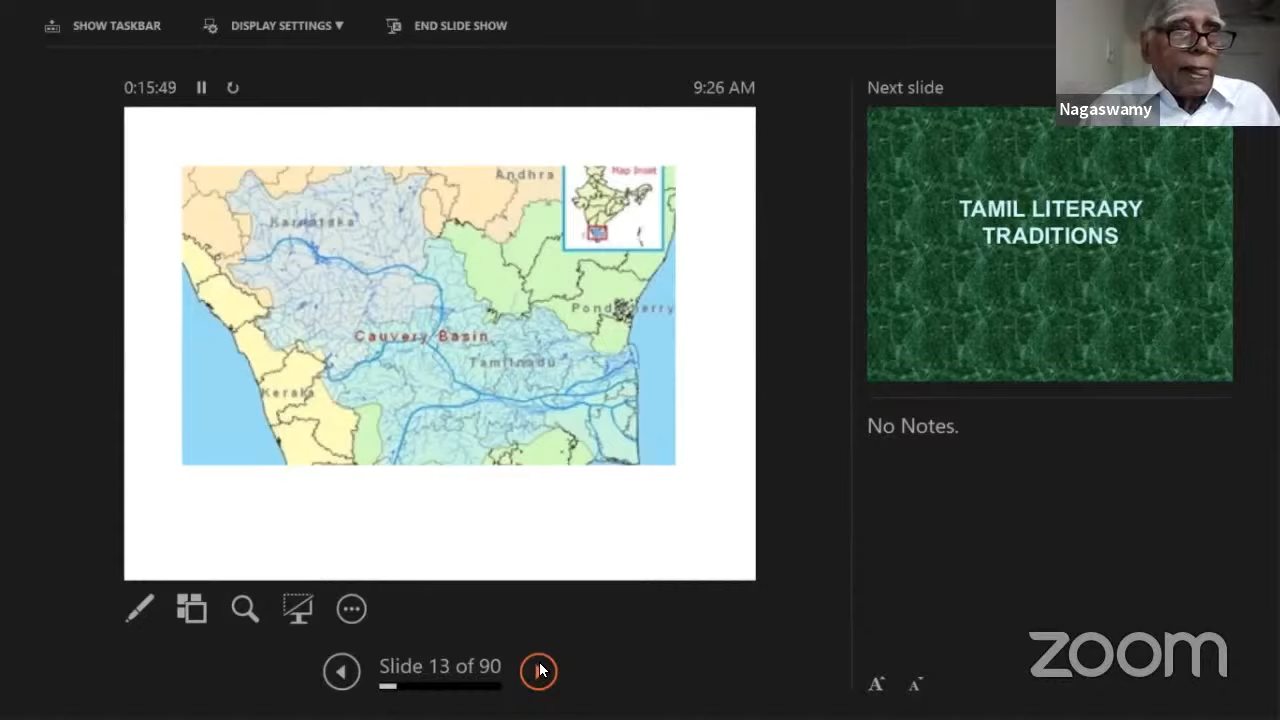 SHOW TASKBAR
DISPLAY SETTINGS
END SLIDE SHOW
0:15:49
9:26 AM
Next slide
Nagaswamy
Andhra
Map Inset
Karnataka
TAMIL LITERARY
TRADITIONS
Pondicherry
Cauvery Basin
Tamilnadu
Kerala
No Notes.
Slide 13 of 90
zoom
A
A